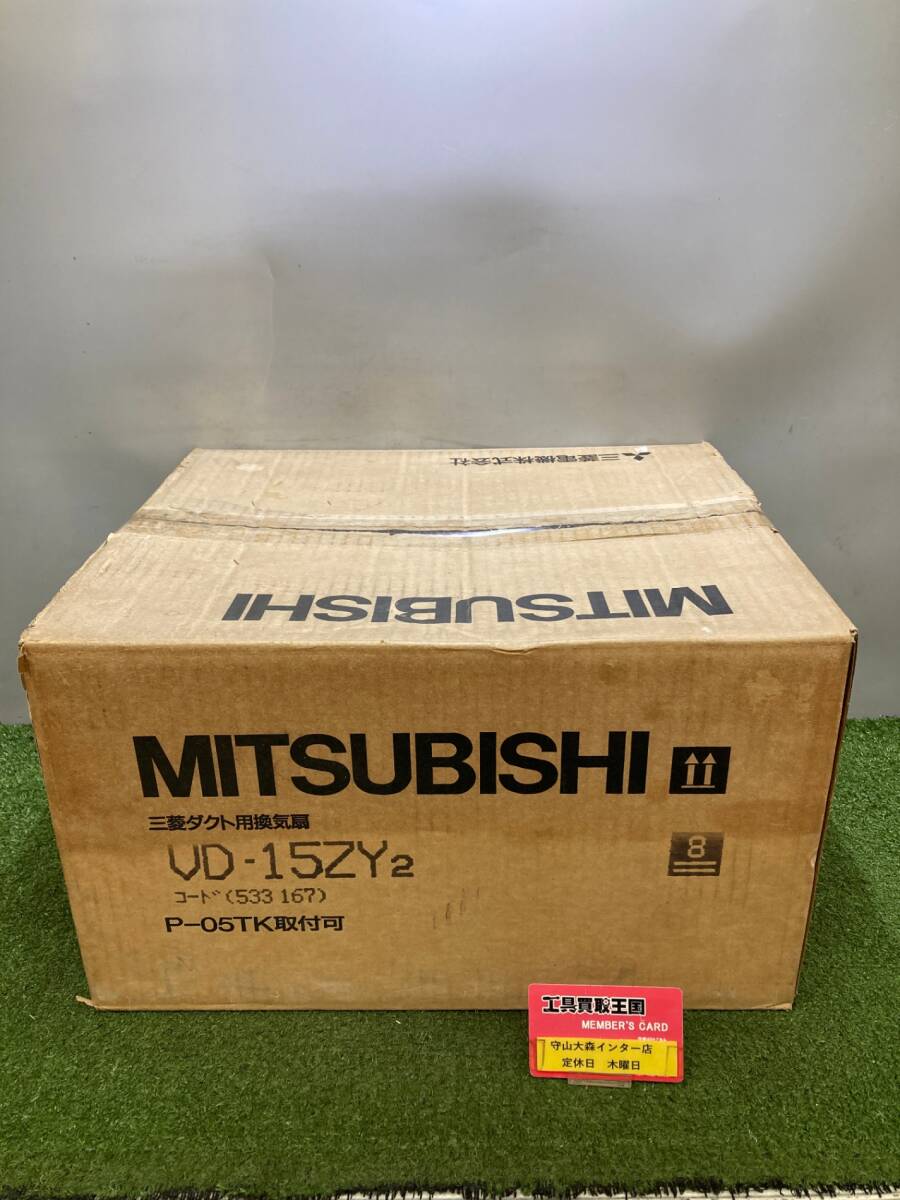 三菱電機株式会社
MITSUBISHI
MITSUBISHI
三菱ダクト用換気扇
VD-15ZY2
8
コード(533 167)
P-05TK取付可
工具買取王国
MEMBER'S CARD
守山大森インター店
定休日 木曜日